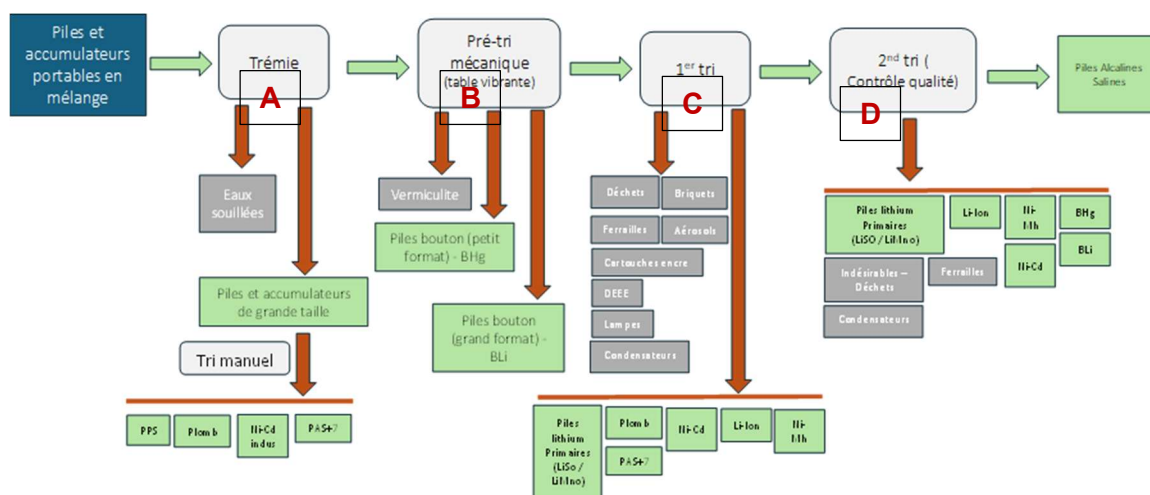 Piles et
accumulateurs
portables en
mélange
Trémie
A
Pré-tri
mécanique
(table vibrante)
B
1er tri
C
2nd tri (
Contrôle qualité)
D
Piles Alcalines
Salines
Eaux
souillées
Piles et accumulateurs
de grande taille
Tri manuel
PPS
Plomb
Ni-Cd
indus
PAS+?
Vermiculite
Piles bouton (petit
format) - BHg
Piles bouton
(grand format) -
BLi
Déchets
Briquets
Ferrailles
Aérosols
Cartouches encre
DEEE
Lampes
Condensateurs
Piles
lithium
Primaires
(LiSo /
LiMno)
Plomb
PAS+?
Ni-Cd
Li-Ion
Ni-
Mh
Piles lithium
Primaires
(LiSO / LiMno)
Li-Ion
Ni-
Mh
BHg
BLi
Ni-Cd
Indésirables –
Déchets
Ferrailles
Condensateurs